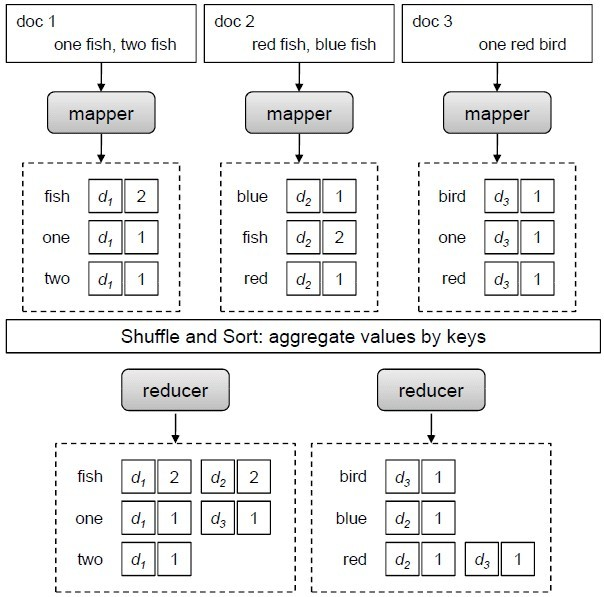 doc 1
one fish, two fish
doc 2
red fish, blue fish
doc 3
one red bird
mapper
mapper
mapper
fish d1 2
one d1 1
two d1 1
blue d2 1
fish d2 2
red d2 1
bird d3 1
one d3 1
red d3 1
Shuffle and Sort: aggregate values by keys
reducer
reducer
fish d1 2 d2 2
one d1 1 d3 1
two d1 1
bird d3 1
blue d2 1
red d2 1 d3 1